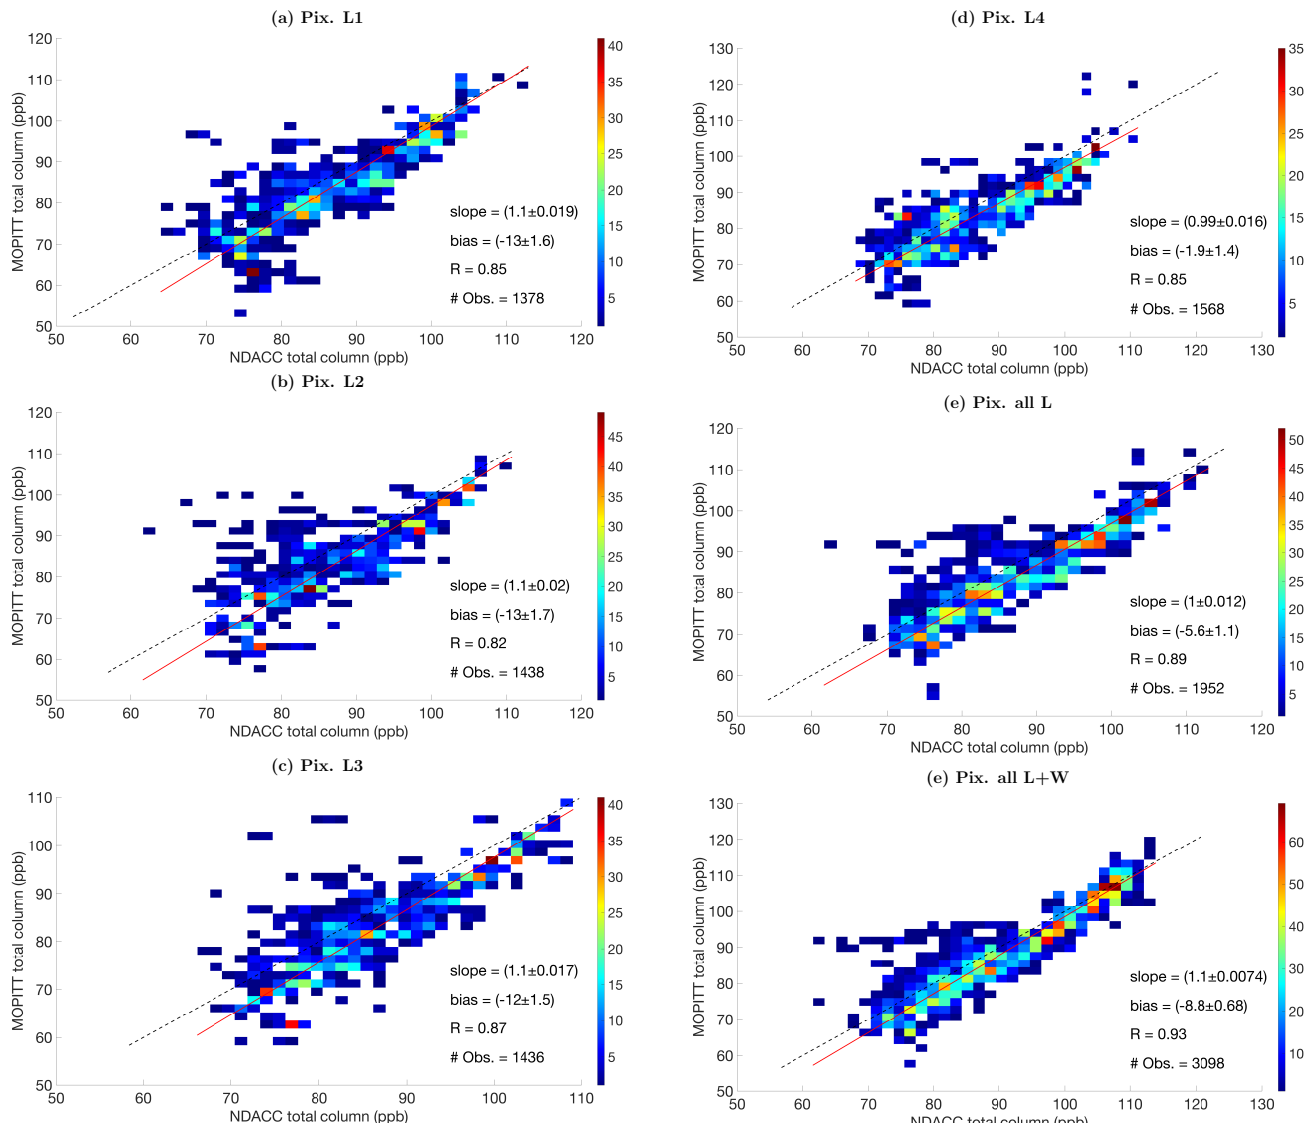 (a) Pix. L1
120
110
100
90
80
70
60
50
MOPITT total column (ppb)
50 60 70 80 90 100 110 120
NDACC total column (ppb)
slope = (1.1±0.019)
bias = (-13±1.6)
R = 0.85
# Obs. = 1378
40
35
30
25
20
15
10
5
(b) Pix. L2
120
110
100
90
80
70
60
50
MOPITT total column (ppb)
50 60 70 80 90 100 110 120
NDACC total column (ppb)
slope = (1.1±0.02)
bias = (-13±1.7)
R = 0.82
# Obs. = 1438
45
40
35
30
25
20
15
10
5
(c) Pix. L3
110
100
90
80
70
60
50
MOPITT total column (ppb)
50 60 70 80 90 100 110
NDACC total column (ppb)
slope = (1.1±0.017)
bias = (-12±1.5)
R = 0.87
# Obs. = 1436
40
35
30
25
20
15
10
5
(d) Pix. L4
130
120
110
100
90
80
70
60
50
MOPITT total column (ppb)
50 60 70 80 90 100 110 120 130
NDACC total column (ppb)
slope = (0.99±0.016)
bias = (-1.9±1.4)
R = 0.85
# Obs. = 1568
35
30
25
20
15
10
5
(e) Pix. all L
120
110
100
90
80
70
60
50
MOPITT total column (ppb)
50 60 70 80 90 100 110 120
NDACC total column (ppb)
slope = (1±0.012)
bias = (-5.6±1.1)
R = 0.89
# Obs. = 1952
50
45
40
35
30
25
20
15
10
5
(e) Pix. all L+W
130
120
110
100
90
80
70
60
50
MOPITT total column (ppb)
50 60 70 80 90 100 110 120 130
NDACC total column (ppb)
slope = (1.1±0.0074)
bias = (-8.8±0.68)
R = 0.93
# Obs. = 3098
60
50
40
30
20
10